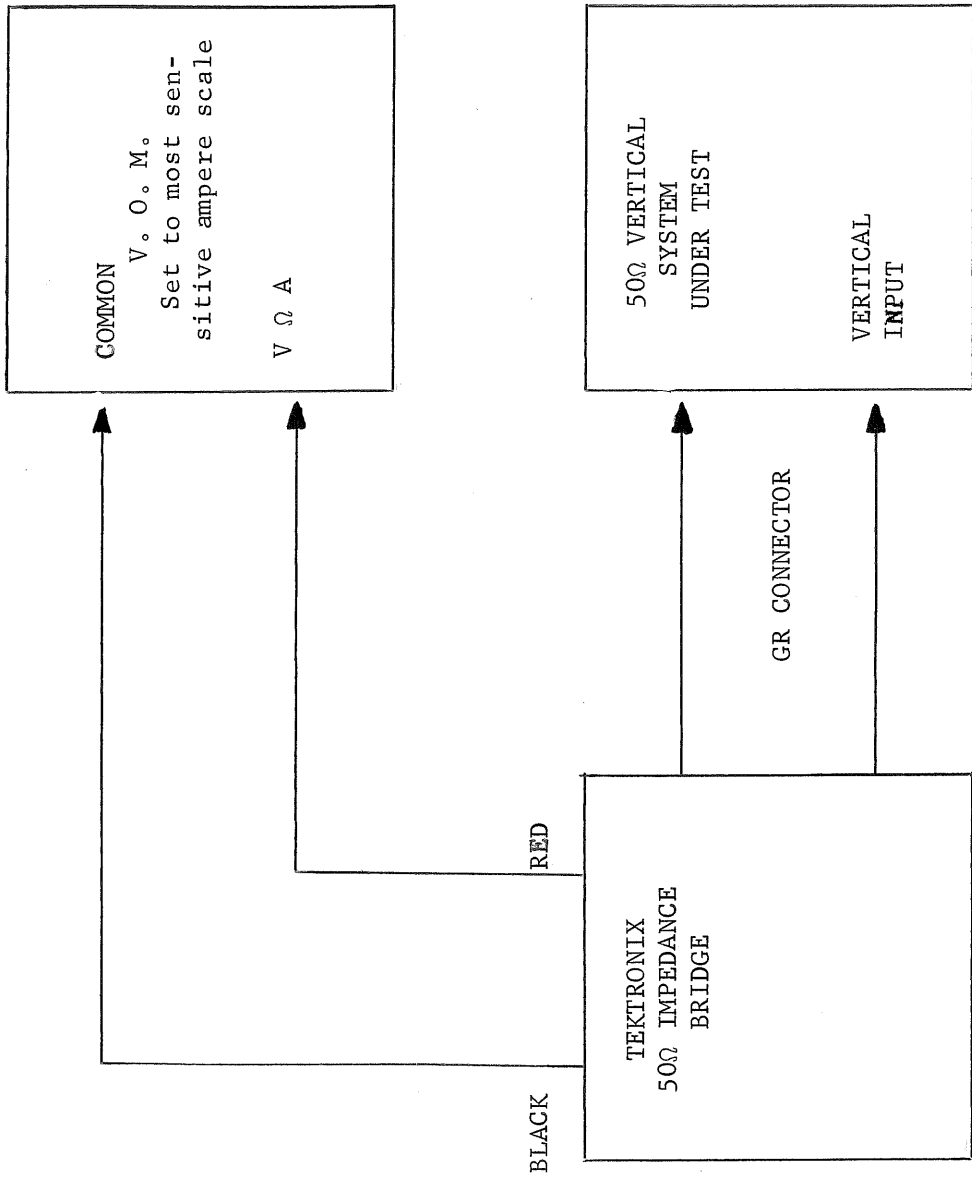 COMMON
V. O. M.
Set to most sen-
sitive ampere scale
V Ω A
BLACK
RED
TEKTRONIX
50Ω IMPEDANCE
BRIDGE
GR CONNECTOR
50Ω VERTICAL
SYSTEM
UNDER TEST
VERTICAL
INPUT